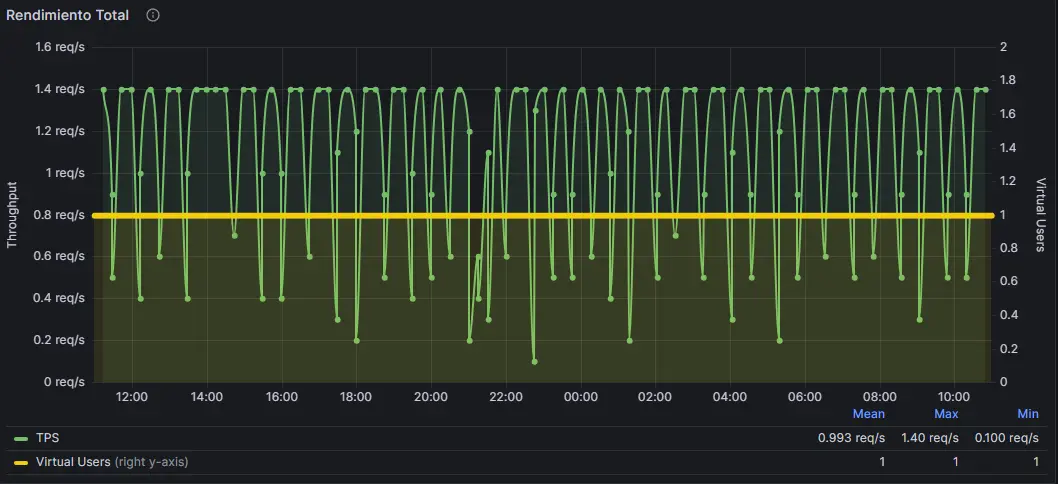 Rendimiento Total
1.6 req/s
1.4 req/s
1.2 req/s
1 req/s
0.8 req/s
0.6 req/s
0.4 req/s
0.2 req/s
0 req/s
Throughput
2
1.8
1.6
1.4
1.2
1
0.8
0.6
0.4
0.2
0
Virtual Users
12:00 14:00 16:00 18:00 20:00 22:00 00:00 02:00 04:00 06:00 08:00 10:00
Mean Max Min
TPS 0.993 req/s 1.40 req/s 0.100 req/s
Virtual Users (right y-axis) 1 1 1